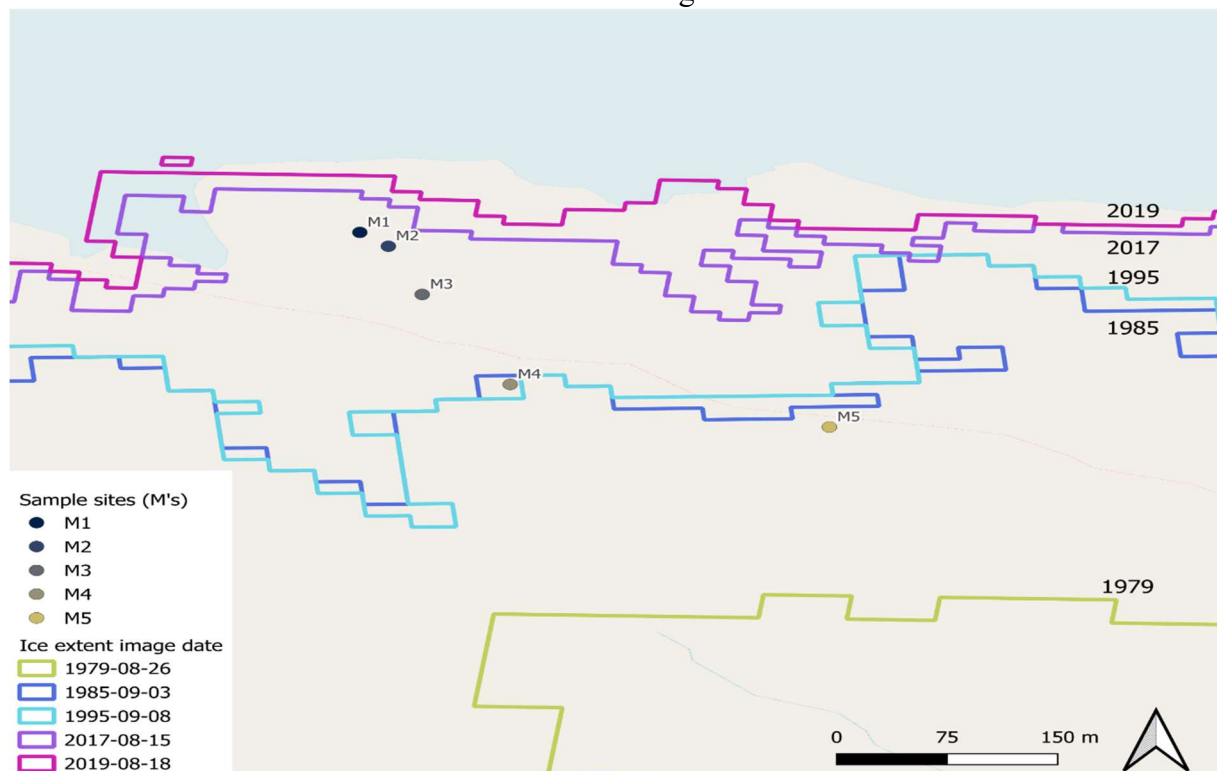 M1
M2
M3
M4
M5
2019
2017
1995
1985
1979
Sample sites (M's)
M1
M2
M3
M4
M5
Ice extent image date
1979-08-26
1985-09-03
1995-09-08
2017-08-15
2019-08-18
0 75 150 m